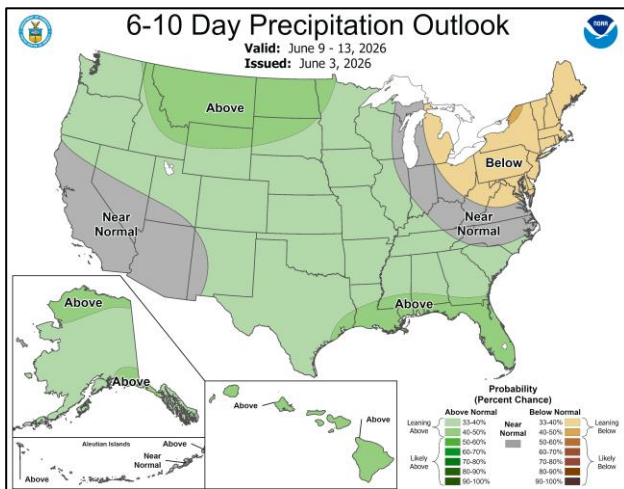 6-10 Day Precipitation Outlook
Valid: June 9 - 13, 2026
Issued: June 3, 2026
NOAA
Above
Below
Near
Normal
Near
Normal
Above
Above
Above
Aleutian Islands
Above
Near
Normal
Above
Above
Above
Probability
(Percent Chance)
Above Normal
Below Normal
Leaning
Above
Likely
Above
33-40%
40-50%
50-60%
60-70%
70-80%
80-90%
90-100%
Near
Normal
33-40%
40-50%
50-60%
60-70%
70-80%
80-90%
90-100%
Leaning
Below
Likely
Below